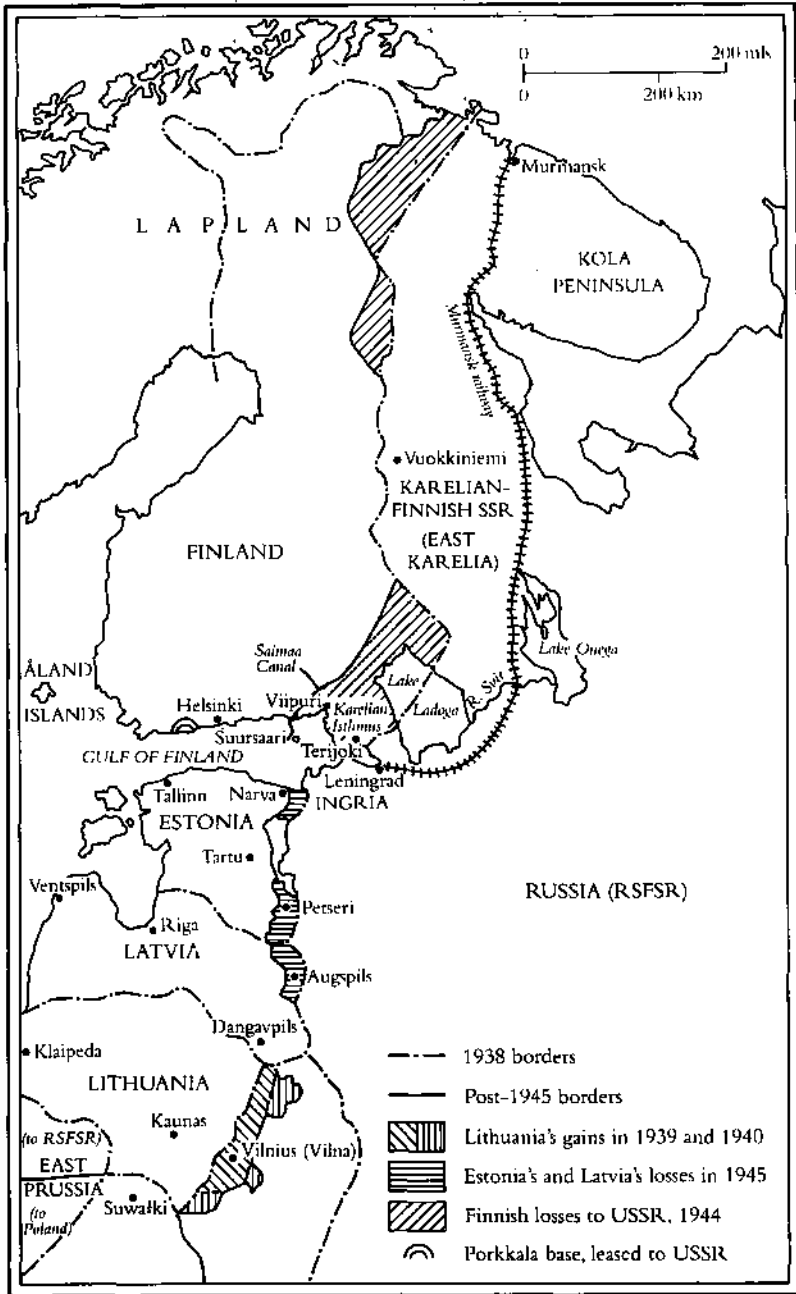 0 200 mls
0 200 km
Murmansk
LAPLAND
KOLA
PENINSULA
Murmansk railway
Vuokkiniemi
KARELIAN-
FINNISH SSR
(EAST
KARELIA)
FINLAND
Saimaa
Canal
Lake Onega
ÅLAND
ISLANDS
Helsinki
Viipuri
Karelian
Isthmus
Lake
Ladoga
R. Svir
Suursaari
Terijoki
GULF OF FINLAND
Leningrad
Tallinn
Narva
INGRIA
ESTONIA
Tartu
Ventspils
Petseri
RUSSIA (RSFSR)
Riga
LATVIA
Augspils
Dangavpils
Klaipeda
LITHUANIA
Kaunas
(to RSFSR)
EAST
PRUSSIA
(to
Poland)
Vilnius (Vilna)
Suwałki
1938 borders
Post-1945 borders
Lithuania's gains in 1939 and 1940
Estonia's and Latvia's losses in 1945
Finnish losses to USSR, 1944
Porkkala base, leased to USSR